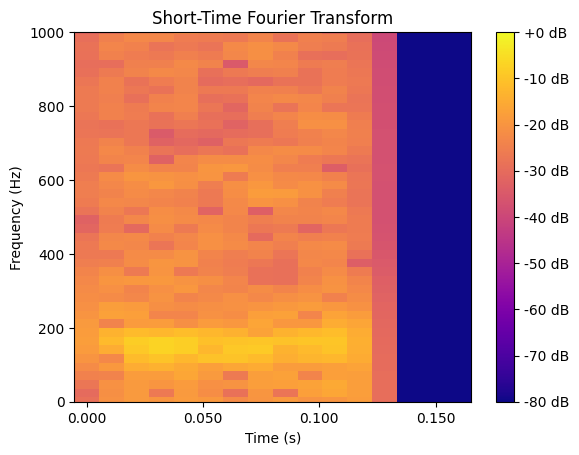 Short-Time Fourier Transform
1000
800
600
400
200
0
Frequency (Hz)
0.000
0.050
0.100
0.150
Time (s)
+0 dB
-10 dB
-20 dB
-30 dB
-40 dB
-50 dB
-60 dB
-70 dB
-80 dB